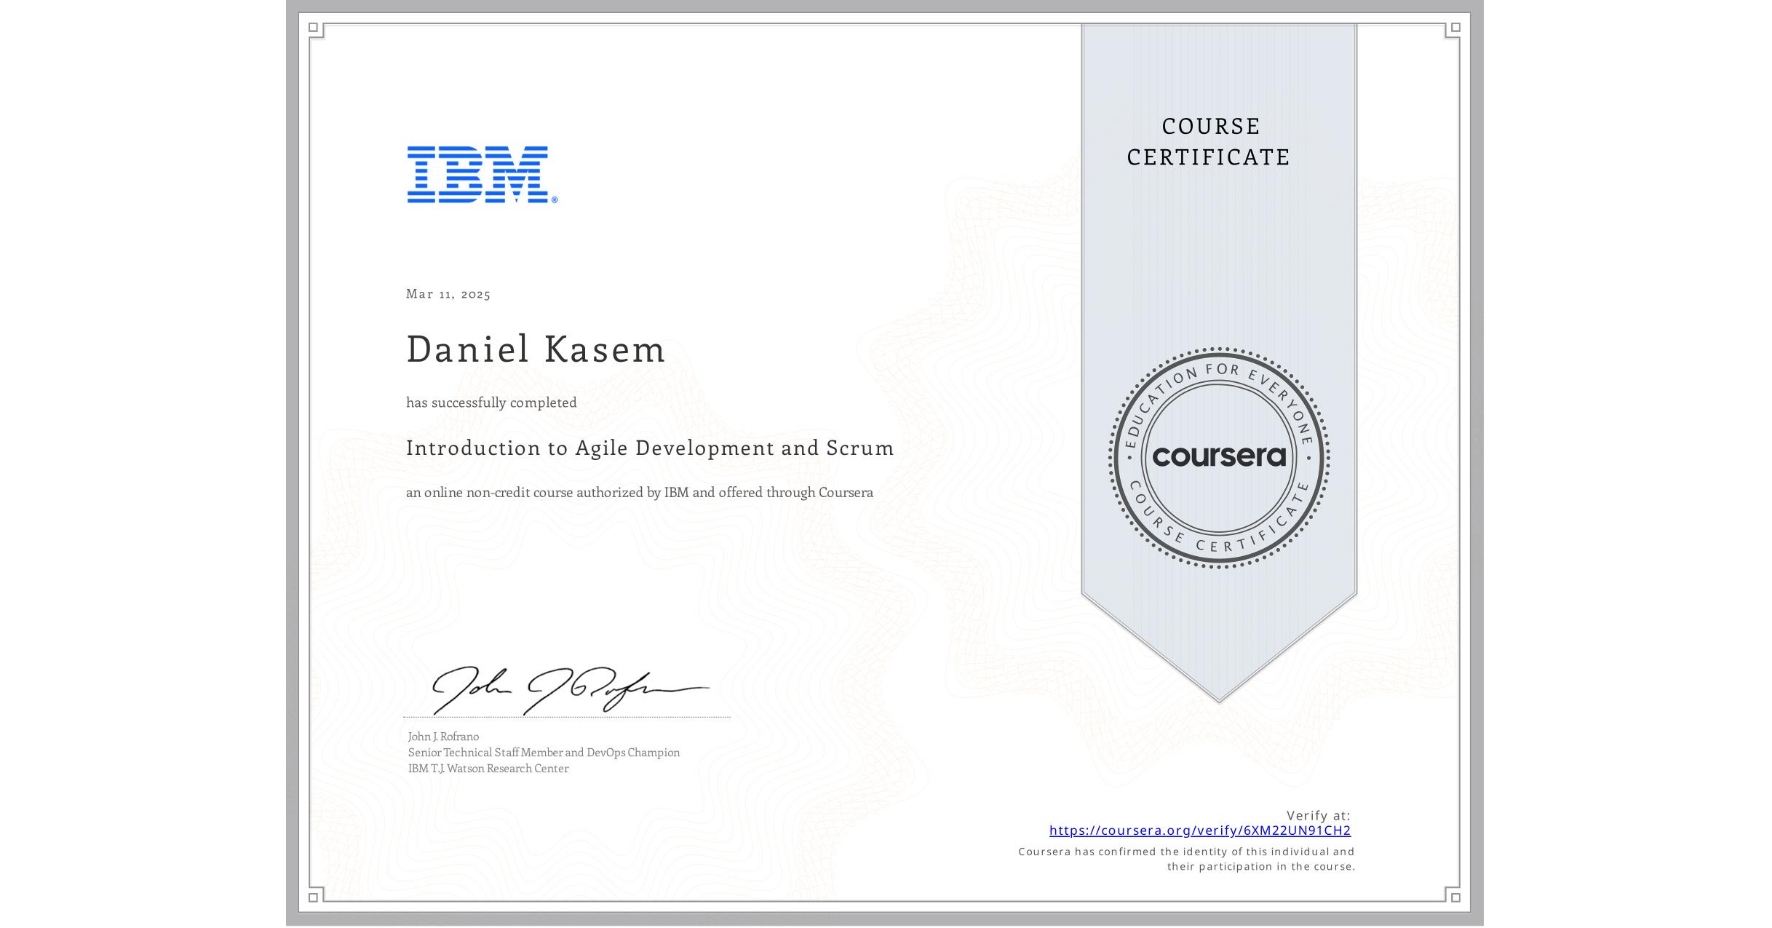 IBM®
COURSE
CERTIFICATE
Mar 11, 2025
Daniel Kasem
has successfully completed
Introduction to Agile Development and Scrum
an online non-credit course authorized by IBM and offered through Coursera
EDUCATION FOR EVERYONE
coursera
COURSE CERTIFICATE
John J Rofrano
John J. Rofrano
Senior Technical Staff Member and DevOps Champion
IBM T.J. Watson Research Center
Verify at:
https://coursera.org/verify/6XM22UN91CH2
Coursera has confirmed the identity of this individual and
their participation in the course.